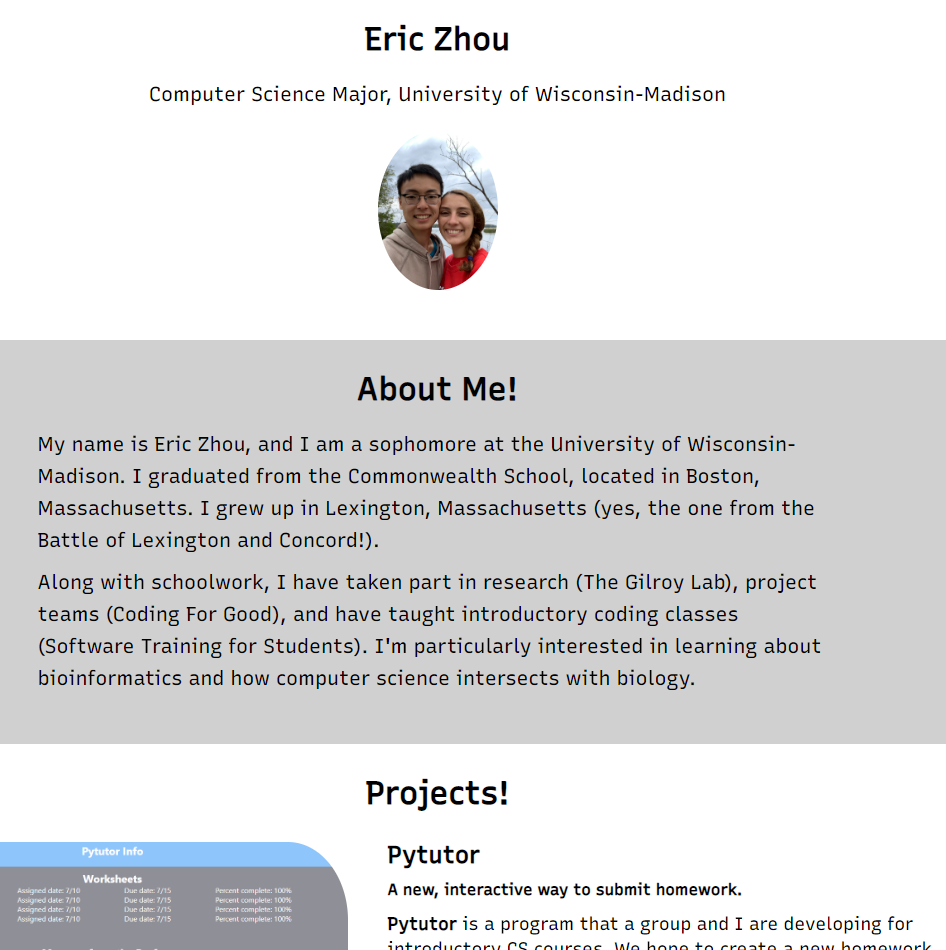 Eric Zhou
Computer Science Major, University of Wisconsin-Madison
About Me!
My name is Eric Zhou, and I am a sophomore at the University of Wisconsin-
Madison. I graduated from the Commonwealth School, located in Boston,
Massachusetts. I grew up in Lexington, Massachusetts (yes, the one from the
Battle of Lexington and Concord!).
Along with schoolwork, I have taken part in research (The Gilroy Lab), project
teams (Coding For Good), and have taught introductory coding classes
(Software Training for Students). I'm particularly interested in learning about
bioinformatics and how computer science intersects with biology.
Projects!
Pytutor Info
Worksheets
Assigned date: 7/10 Due date: 7/15 Percent complete: 100%
Assigned date: 7/10 Due date: 7/15 Percent complete: 100%
Assigned date: 7/10 Due date: 7/15 Percent complete: 100%
Assigned date: 7/10 Due date: 7/15 Percent complete: 100%
Pytutor
A new, interactive way to submit homework.
Pytutor is a program that a group and I are developing for
introductory CS courses. We hope to create a new homework